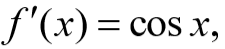 f′(x) = cos x,